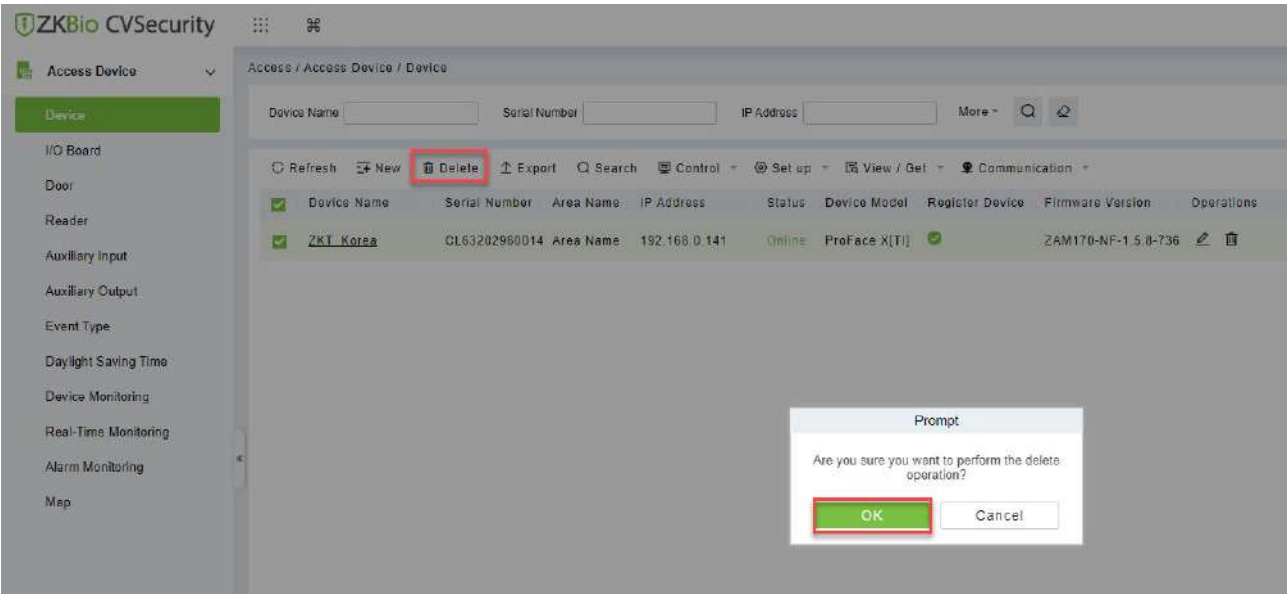 ZKBio CVSecurity
Access Device
Access / Access Device / Device
Device
Device Name Serial Number IP Address More
I/O Board
Refresh New Delete Export Search Control Set up View / Get Communication
Door
Device Name Serial Number Area Name IP Address Status Device Model Register Device Firmware Version Operations
Reader
ZKT Korea CL63202960014 Area Name 192.168.0.141 Online ProFace X[TI] ZAM170-NF-1.5.8-736
Auxiliary Input
Auxiliary Output
Event Type
Daylight Saving Time
Device Monitoring
Real-Time Monitoring
Alarm Monitoring
Map
Prompt
Are you sure you want to perform the delete
operation?
OK Cancel